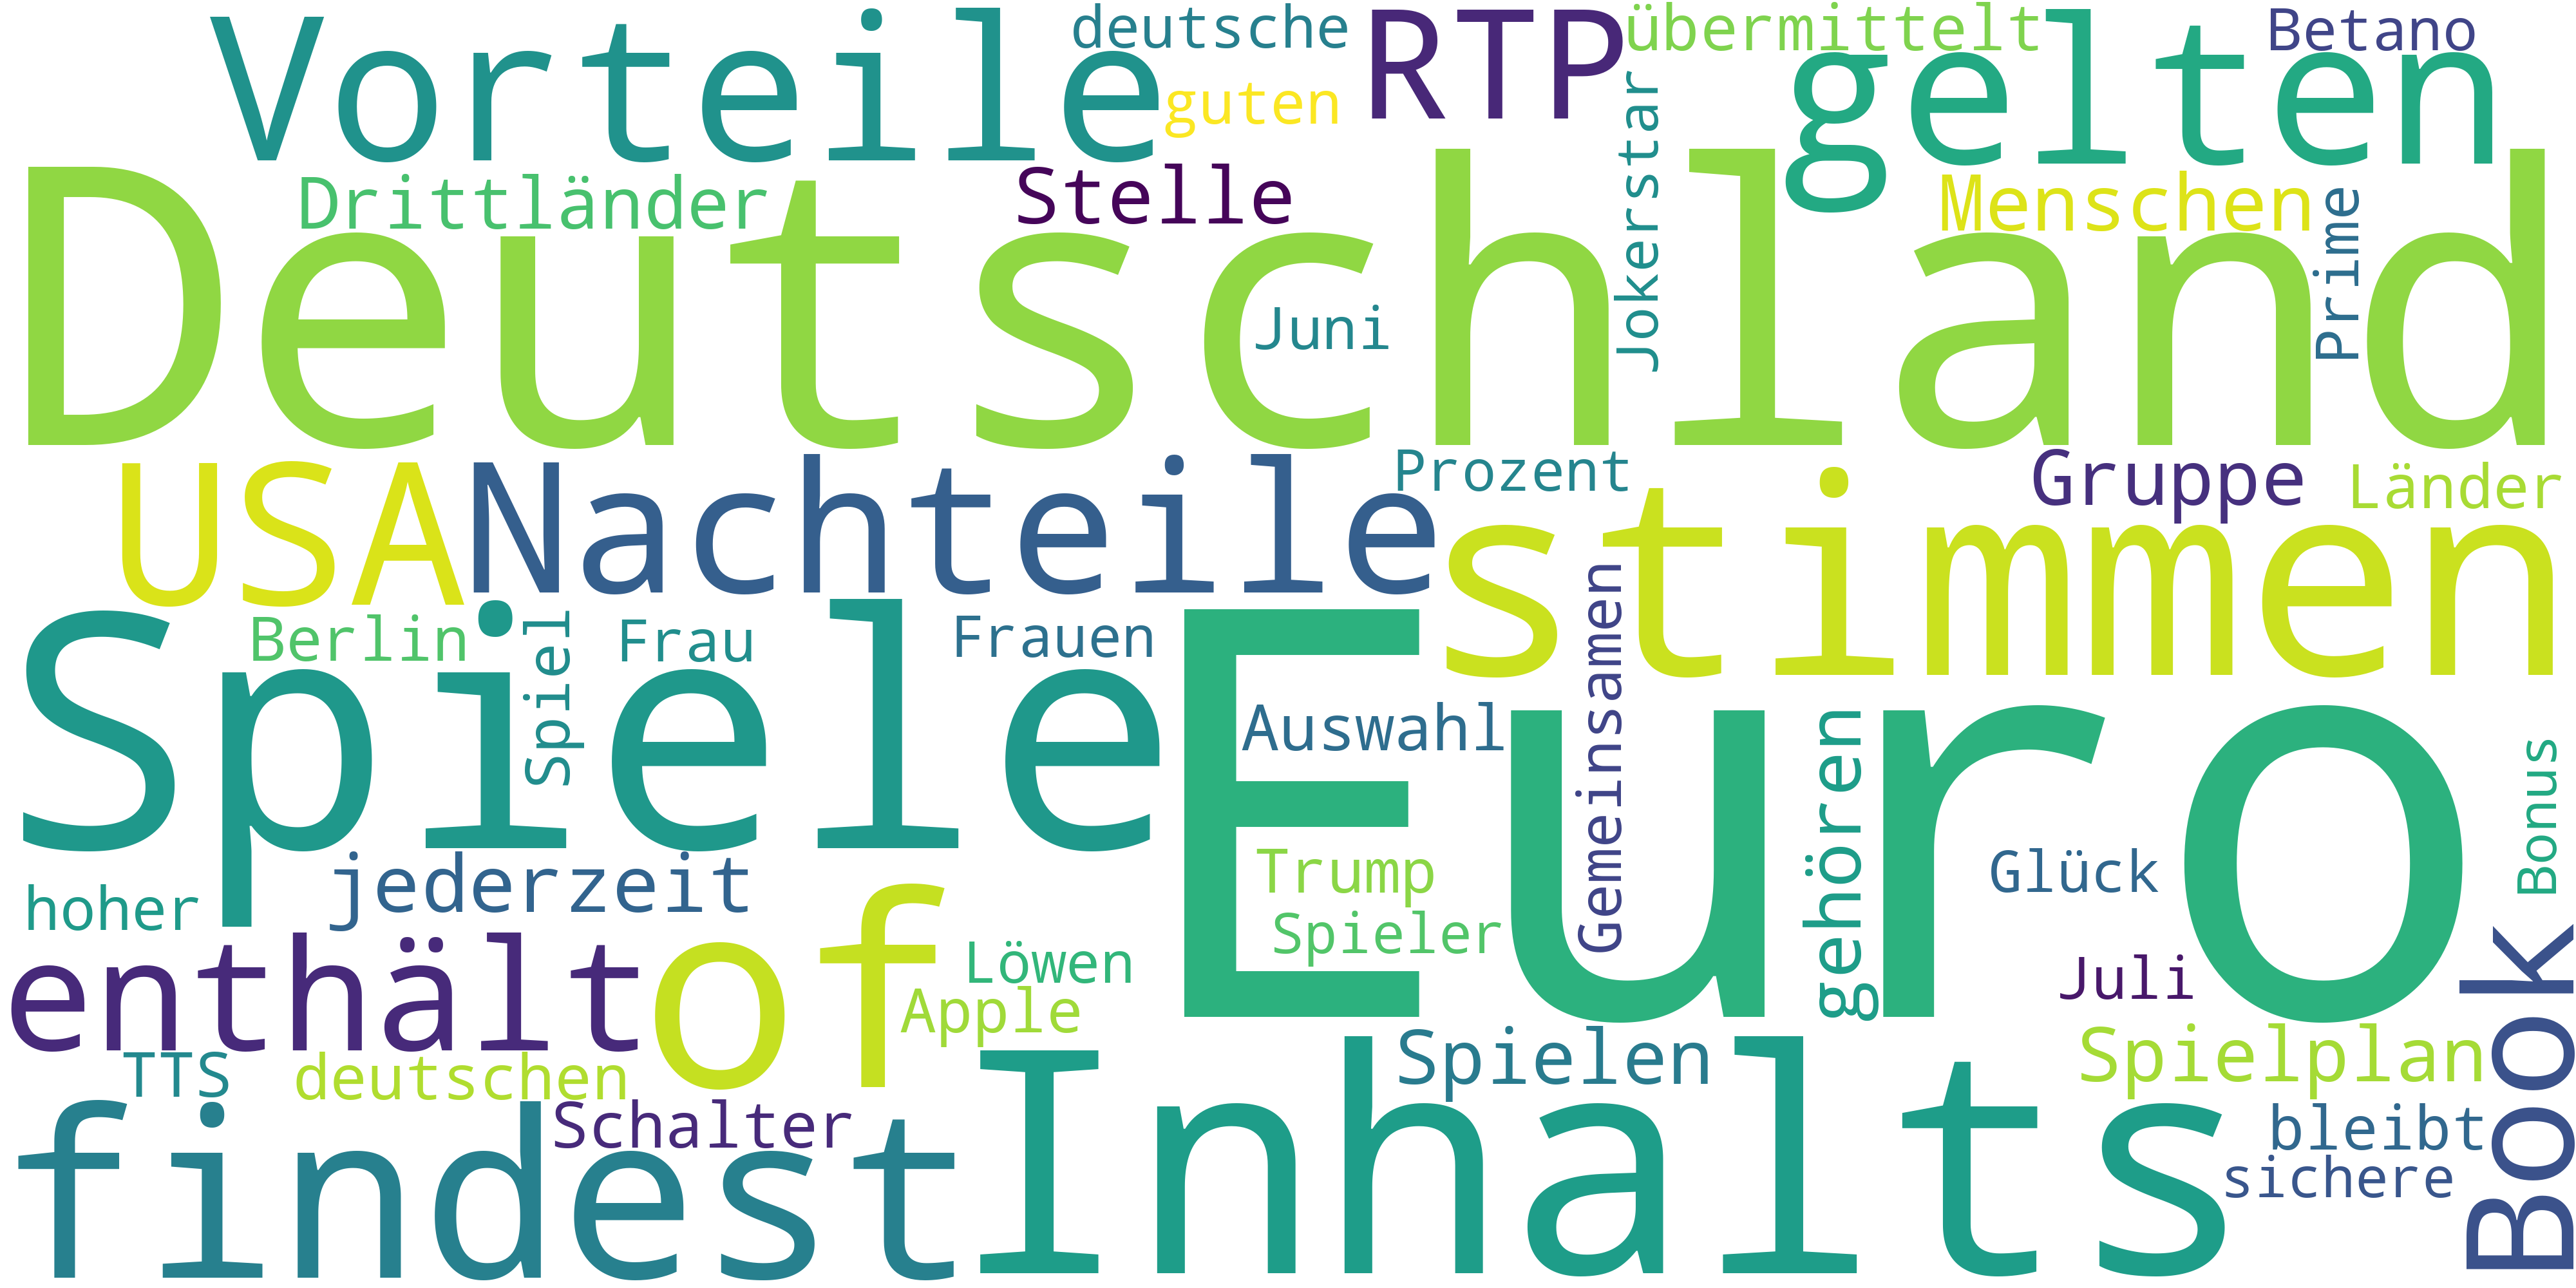 Vorteile
deutsche
guten
RTP
übermittelt
gelten
Betano
Drittländer
Stelle
Jokerstar
Menschen
Prime
Deutschland
Juni
USA
Nachteile
Prozent
stimmen
Gruppe
Länder
Berlin
Spiel
Frau
Frauen
Spiele
Euro
Auswahl
Gemeinsamen
gehören
Bonus
hoher
jederzeit
Trump
Spieler
Glück
enthält
of
Löwen
Apple
Juli
Book
TTS
deutschen
Spielen
Spielplan
Schalter
findest
Inhalts
bleibt
sichere